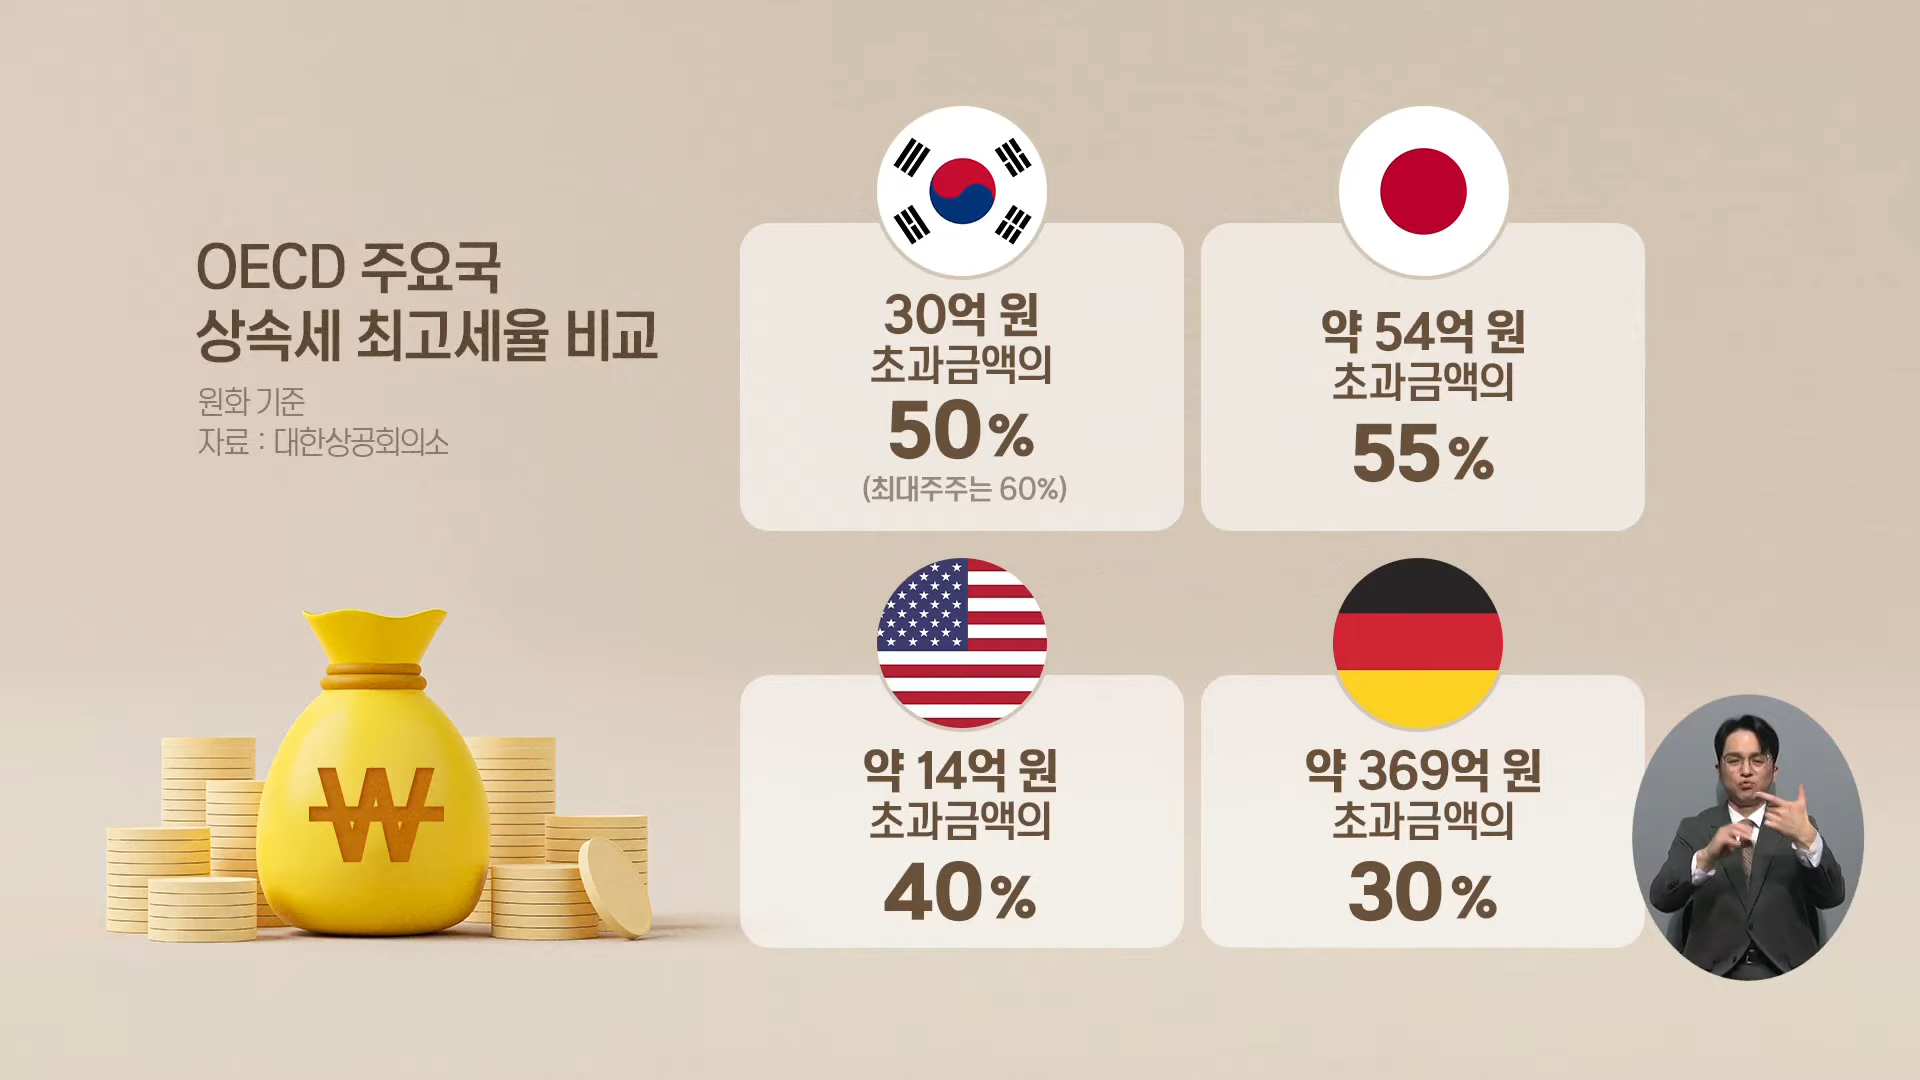 OECD 주요국
상속세 최고세율 비교
원화 기준
자료 : 대한상공회의소
30억 원
초과금액의
50%
(최대주주는 60%)
약 54억 원
초과금액의
55%
약 14억 원
초과금액의
40%
약 369억 원
초과금액의
30%
₩